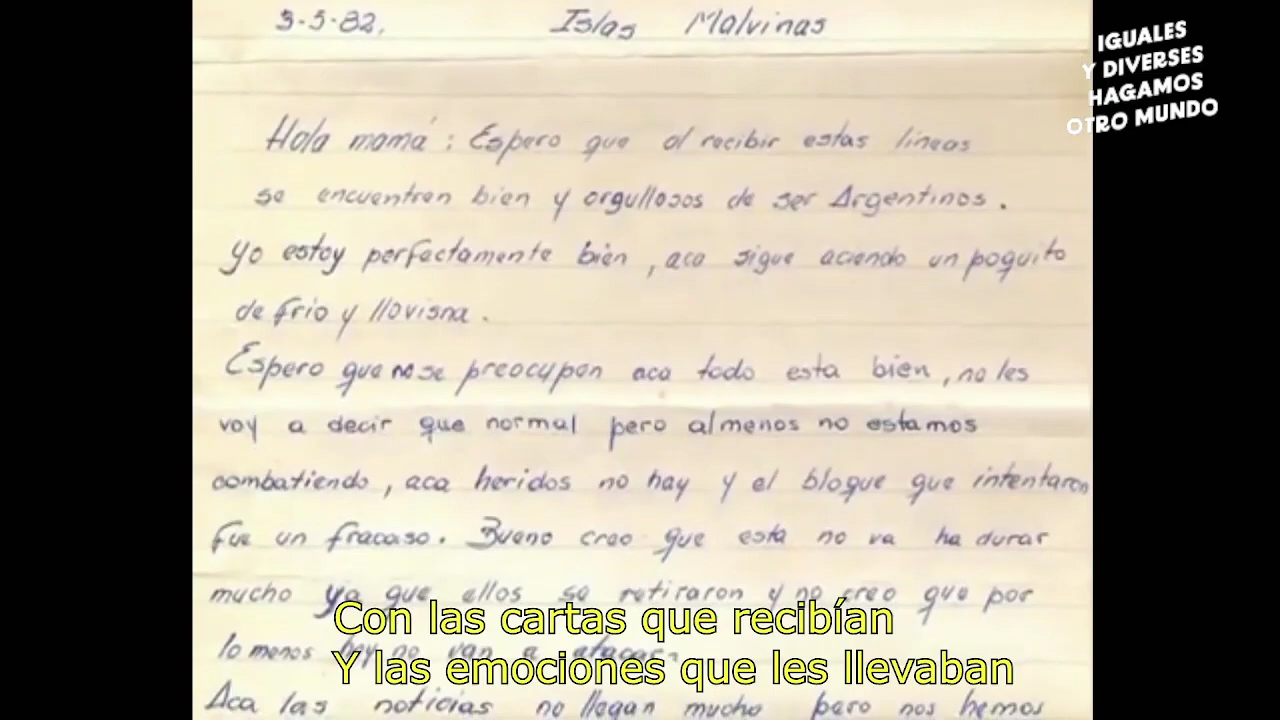 3-5-82, Islas Malvinas
IGUALES
Y DIVERSES
HAGAMOS
OTRO MUNDO
Hola mamá : Espero que al recibir estas lineas
se encuentren bien y orgullosos de ser Argentinos.
Yo estoy perfectamente bien, aca sigue aciendo un poquito
de frio y llovisna.
Espero que no se preocupen aca todo esta bien, no les
voy a decir que normal pero almenos no estamos
combatiendo, aca heridos no hay y el bloque que intentaron
fue un fracaso. Bueno creo que esta no va ha durar
mucho ya que ellos se retiraron y no creo que por
lo menos hoy no van a atacar.
Aca las noticias no llegan mucho pero nos hemos
Con las cartas que recibían
Y las emociones que les llevaban